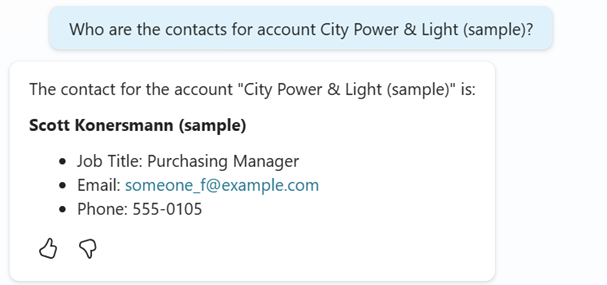 Who are the contacts for account City Power & Light (sample)?
The contact for the account "City Power & Light (sample)" is:
Scott Konersmann (sample)
• Job Title: Purchasing Manager
• Email: someone_f@example.com
• Phone: 555-0105